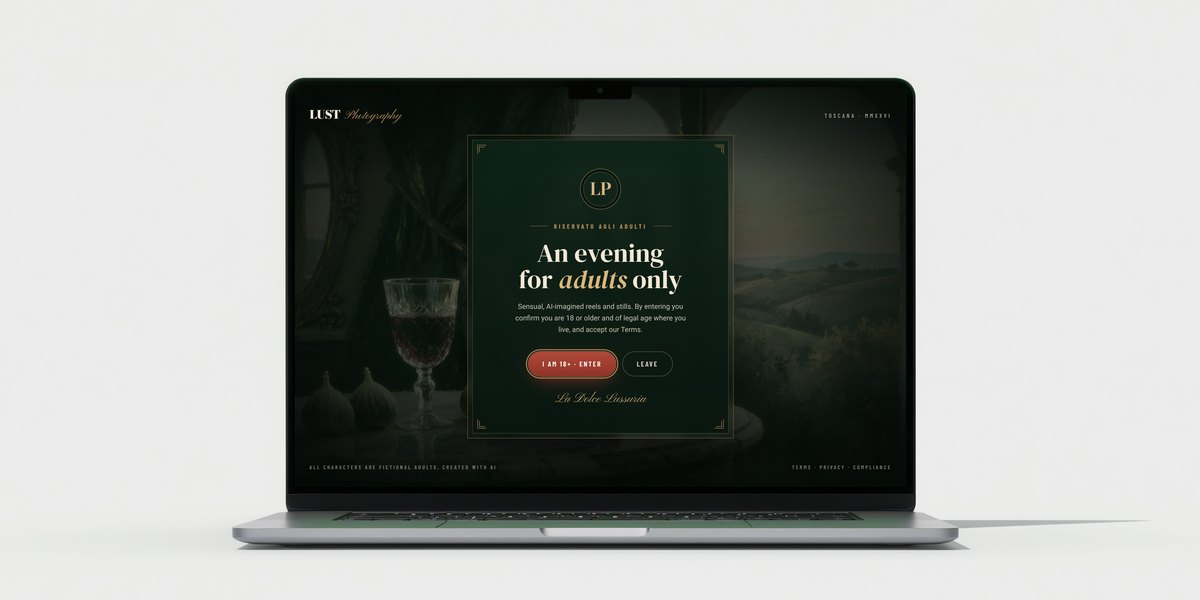 LUST Photography
TOSCANA · MMXXVI
LP
RISERVATO AGLI ADULTI
An evening
for adults only
Sensual, AI-imagined reels and stills. By entering you
confirm you are 18 or older and of legal age where you
live, and accept our Terms.
I AM 18+ · ENTER
LEAVE
La Dolce Lussuria
ALL CHARACTERS ARE FICTIONAL ADULTS, CREATED WITH AI
TERMS · PRIVACY · COMPLIANCE